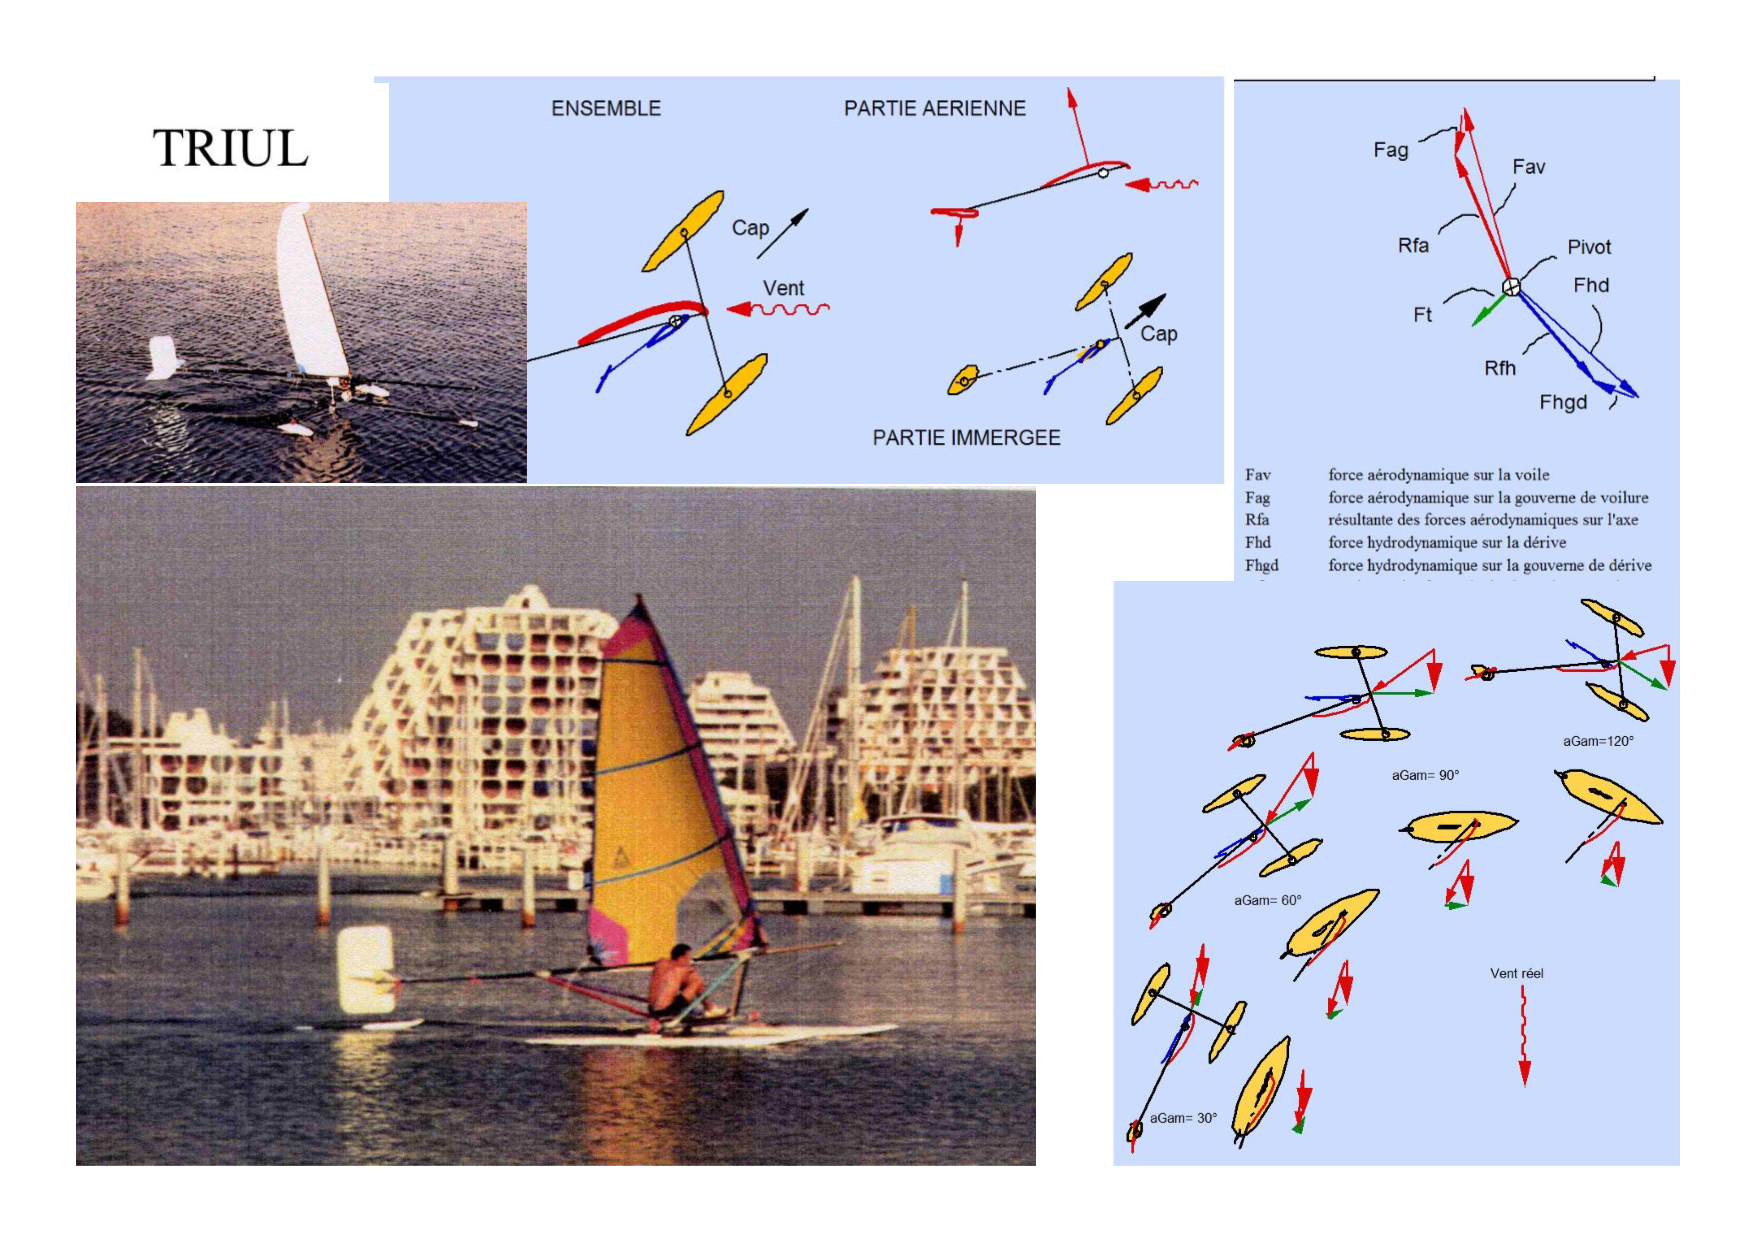 TRIUL
ENSEMBLE
PARTIE AERIENNE
Cap
Vent
Cap
PARTIE IMMERGEE
Fag
Fav
Rfa
Pivot
Fhd
Ft
Rfh
Fhgd
Fav force aérodynamique sur la voile
Fag force aérodynamique sur la gouverne de voilure
Rfa résultante des forces aérodynamiques sur l'axe
Fhd force hydrodynamique sur la dérive
Fhgd force hydrodynamique sur la gouverne de dérive
aGam=120°
aGam= 90°
aGam= 60°
Vent réel
aGam= 30°